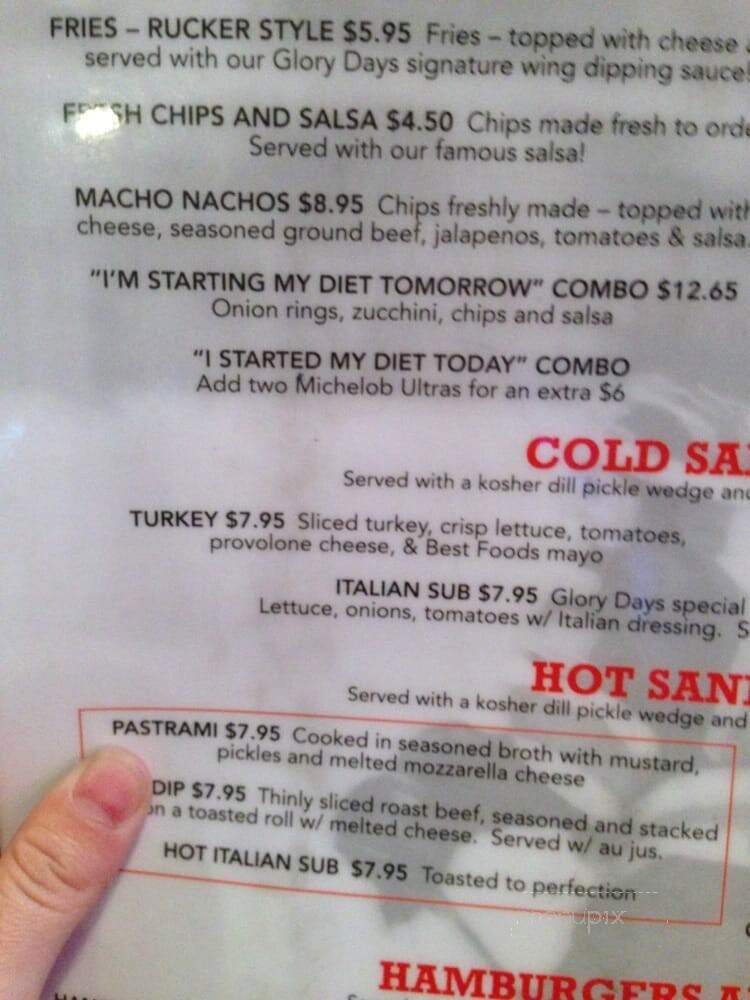 FRIES – RUCKER STYLE $5.95 Fries – topped with cheese
served with our Glory Days signature wing dipping sauce!
CHIPS AND SALSA $4.50 Chips made fresh to
Served with our famous salsa!
MACHO NACHOS $8.95 Chips freshly made – topped with
cheese, seasoned ground beef, jalapenos, tomatoes & salsa.
"I'M STARTING MY DIET TOMORROW" COMBO $12.65
Onion rings, zucchini, chips and salsa
"I STARTED MY DIET TODAY" COMBO
Add two Michelob Ultras for an extra $6
COLD
Served with a kosher dill pickle wedge and
TURKEY $7.95 Sliced turkey, crisp lettuce, tomatoes,
provolone cheese, & Best Foods mayo
ITALIAN SUB $7.95 Glory Days special
Lettuce, onions, tomatoes w/ Italian dressing.
HOT
Served with a kosher dill pickle wedge and
PASTRAMI $7.95 Cooked in seasoned broth with mustard,
pickles and melted mozzarella cheese
DIP $7.95 Thinly sliced roast beef, seasoned and stacked
on a toasted roll w/ melted cheese. Served w/ au jus.
HOT ITALIAN SUB $7.95 Toasted to perfection
HAMBURGERS